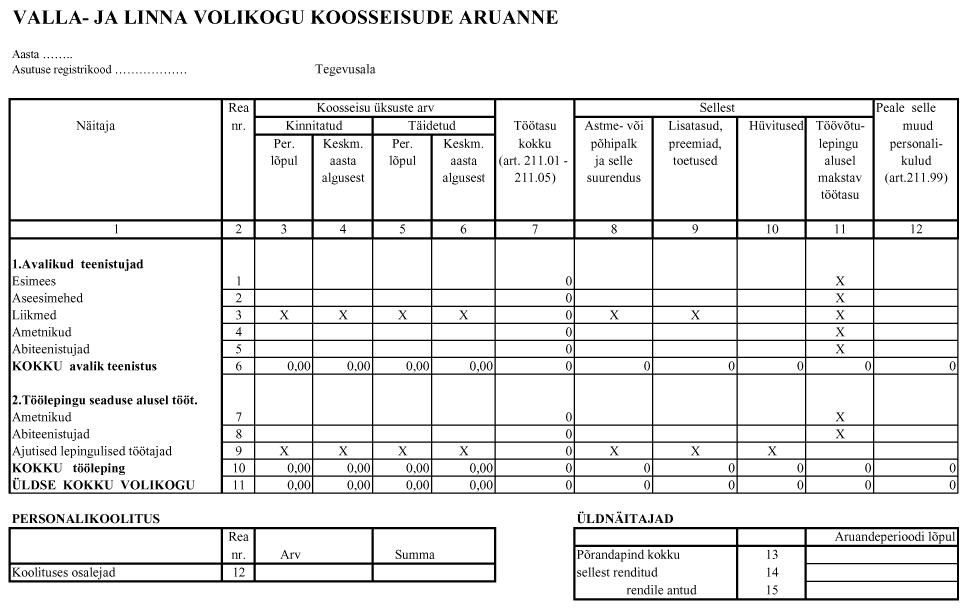 VALLA- JA LINNA VOLIKOGU KOOSSEISUDE ARUANNE
Aasta ……..
Asutuse registrikood ……………… Tegevusala
Rea Koosseisu üksuste arv Sellest Peale selle
Näitaja nr. Kinnitatud Täidetud Töötasu Astme- või Lisatasud, Hüvitused Töövõtu- muud
Per. Keskm. Per. Keskm. kokku põhipalk preemiad, lepingu personali-
lõpul aasta lõpul aasta (art. 211.01 - ja selle toetused alusel kulud
algusest algusest 211.05) suurendus makstav (art.211.99)
töötasu
1 2 3 4 5 6 7 8 9 10 11 12
1.Avalikud teenistujad
Esimees 1 0 X
Aseesimehed 2 0 X
Liikmed 3 X X X X 0 X X X
Ametnikud 4 0 X
Abiteenistujad 5 0 X
KOKKU avalik teenistus 6 0,00 0,00 0,00 0,00 0 0 0 0 0 0
2.Töölepingu seaduse alusel tööt.
Ametnikud 7 0 X
Abiteenistujad 8 0 X
Ajutised lepingulised töötajad 9 X X X X 0 X X X
KOKKU tööleping 10 0,00 0,00 0,00 0,00 0 0 0 0 0 0
ÜLDSE KOKKU VOLIKOGU 11 0,00 0,00 0,00 0,00 0 0 0 0 0 0
PERSONALIKOOLITUS
Rea
nr. Arv Summa
Koolituses osalejad 12
ÜLDNÄITAJAD
Aruandeperioodi lõpul
Põrandapind kokku 13
sellest renditud 14
rendile antud 15